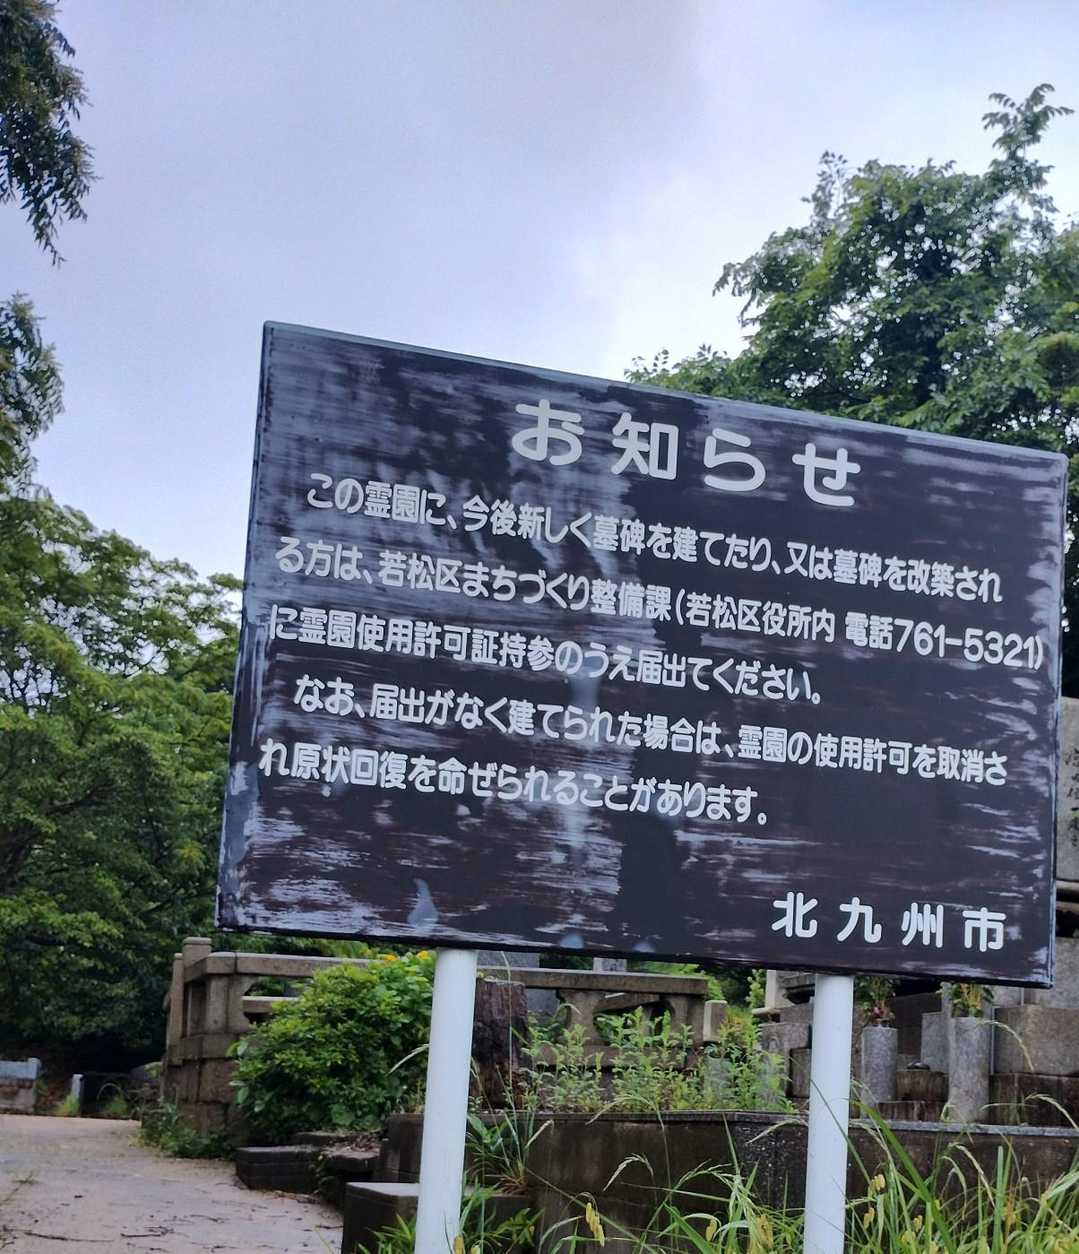 お知らせ
この霊園に、今後新しく墓碑を建てたり、又は墓碑を改築され
る方は、若松区まちづくり整備課(若松区役所内 電話761-5321)
に霊園使用許可証持参のうえ届出てください。
なお、届出がなく建てられた場合は、霊園の使用許可を取消さ
れ原状回復を命ぜられることがあります。
北九州市